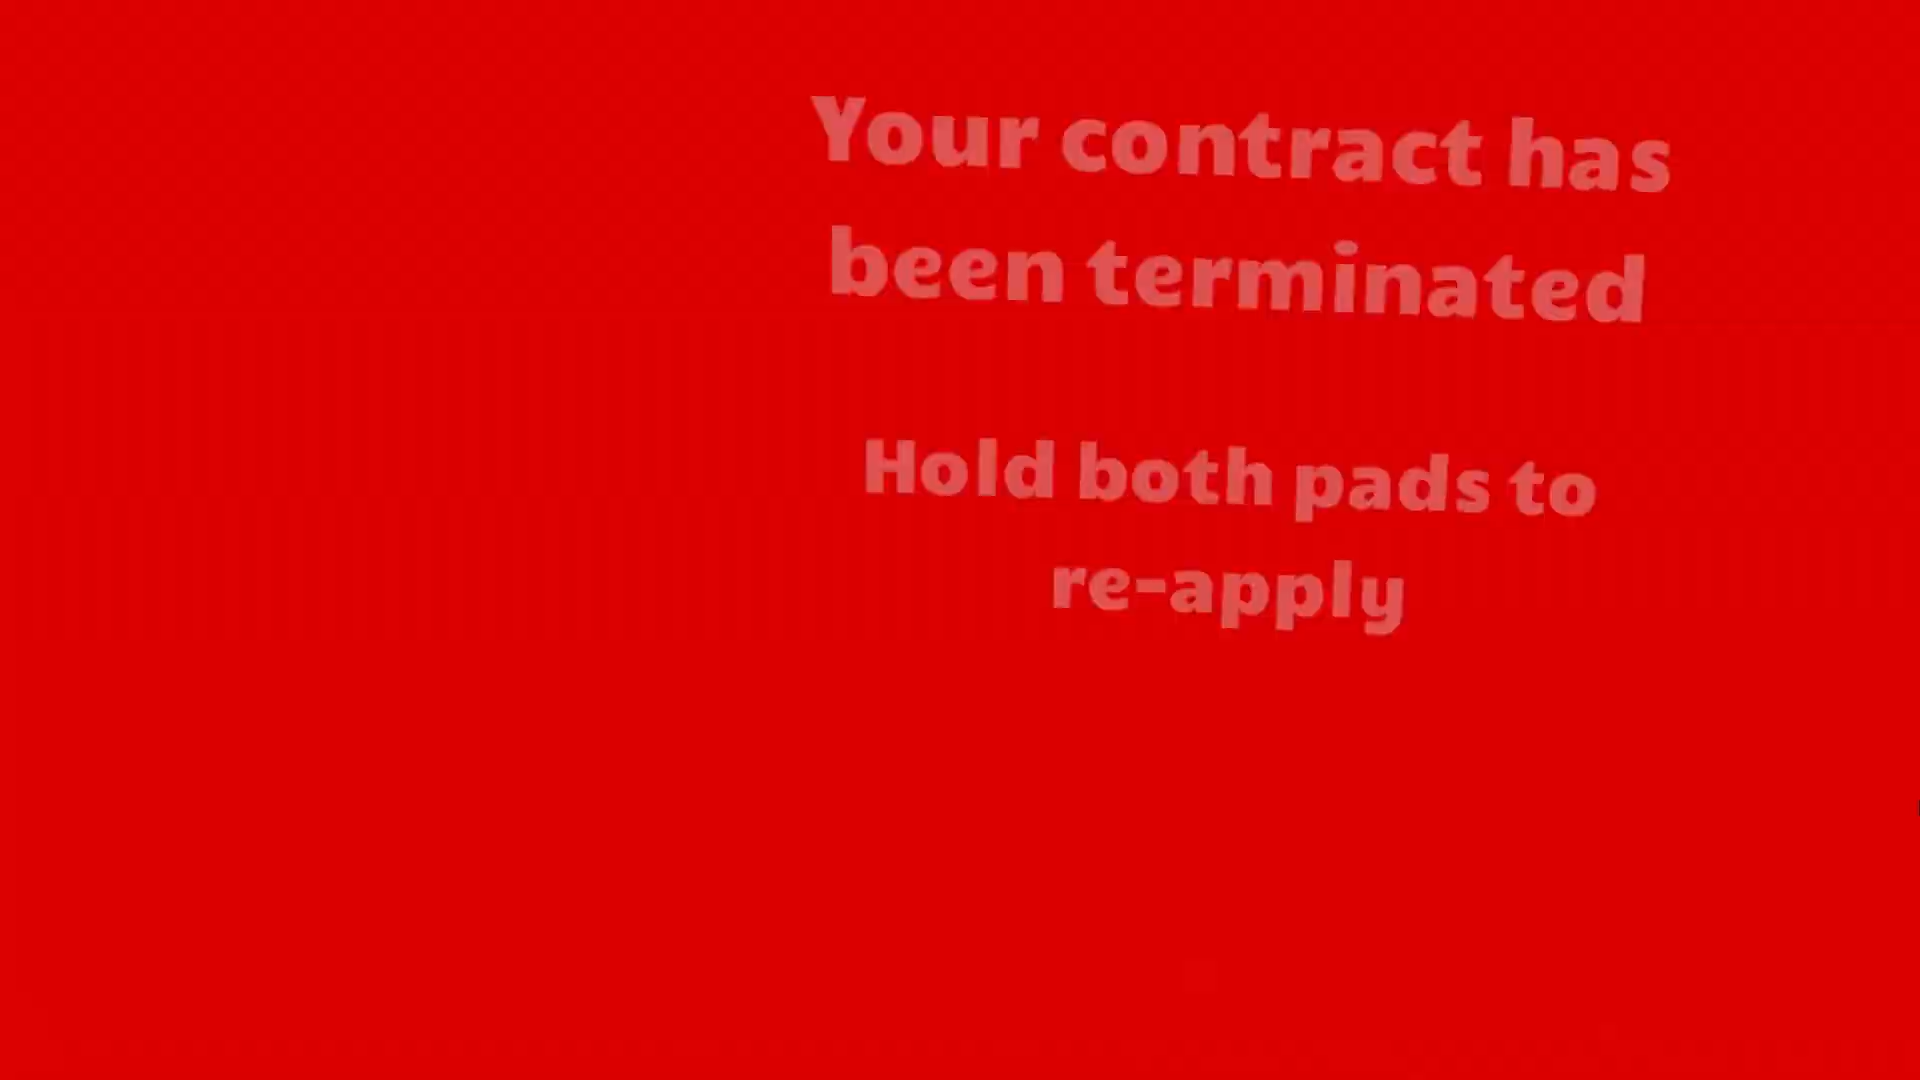 Your contract has
been terminated
Hold both pads to
re-apply